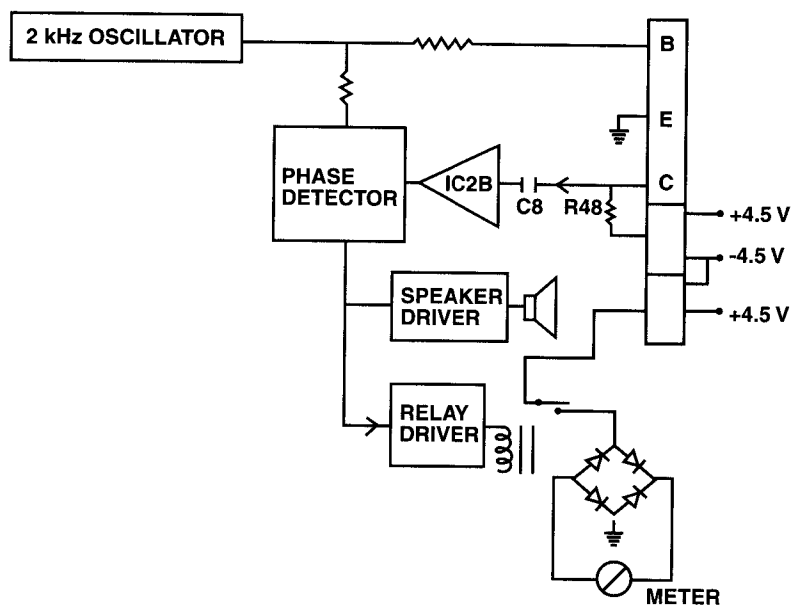 2 kHz OSCILLATOR
B
E
PHASE
DETECTOR
IC2B
C8
R48
C
+4.5 V
-4.5 V
SPEAKER
DRIVER
+4.5 V
RELAY
DRIVER
METER